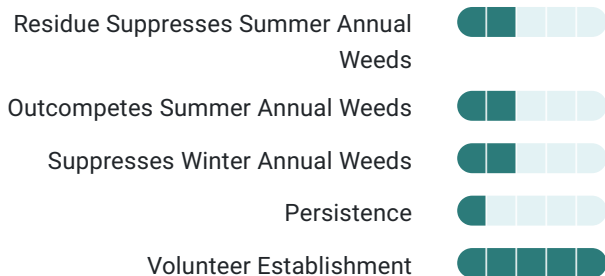 Residue Suppresses Summer Annual
Weeds
Outcompetes Summer Annual Weeds
Suppresses Winter Annual Weeds
Persistence
Volunteer Establishment